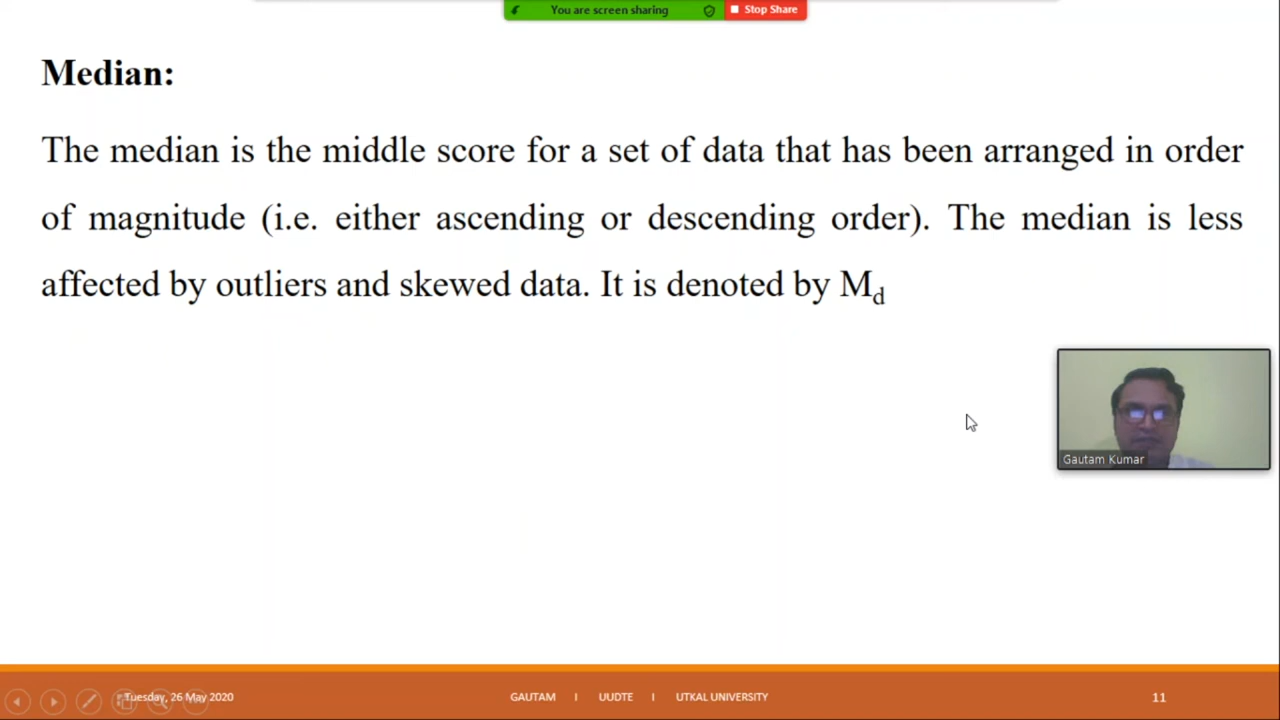 You are screen sharing Stop Share
Median:
The median is the middle score for a set of data that has been arranged in order
of magnitude (i.e. either ascending or descending order). The median is less
affected by outliers and skewed data. It is denoted by Md
Gautam Kumar
Tuesday, 26 May 2020 GAUTAM I UUDTE I UTKAL UNIVERSITY 11